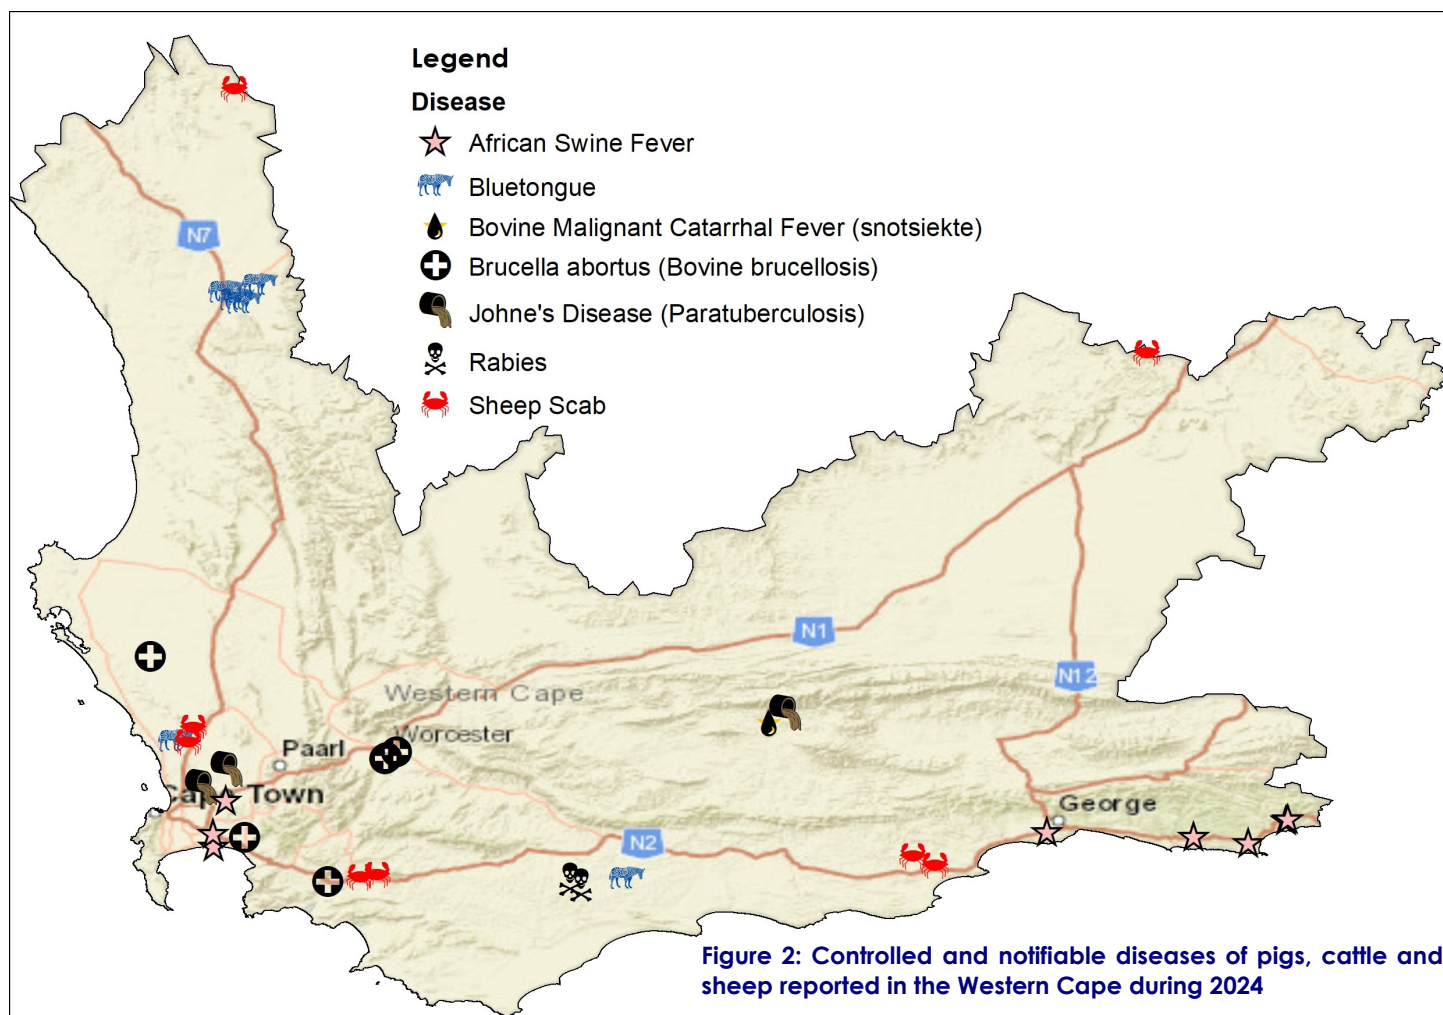 Legend
Disease
African Swine Fever
Bluetongue
Bovine Malignant Catarrhal Fever (snotsiekte)
Brucella abortus (Bovine brucellosis)
Johne's Disease (Paratuberculosis)
Rabies
Sheep Scab
N7
N1
N12
Western Cape
Worcester
Paarl
Cape Town
George
N2
Figure 2: Controlled and notifiable diseases of pigs, cattle and
sheep reported in the Western Cape during 2024